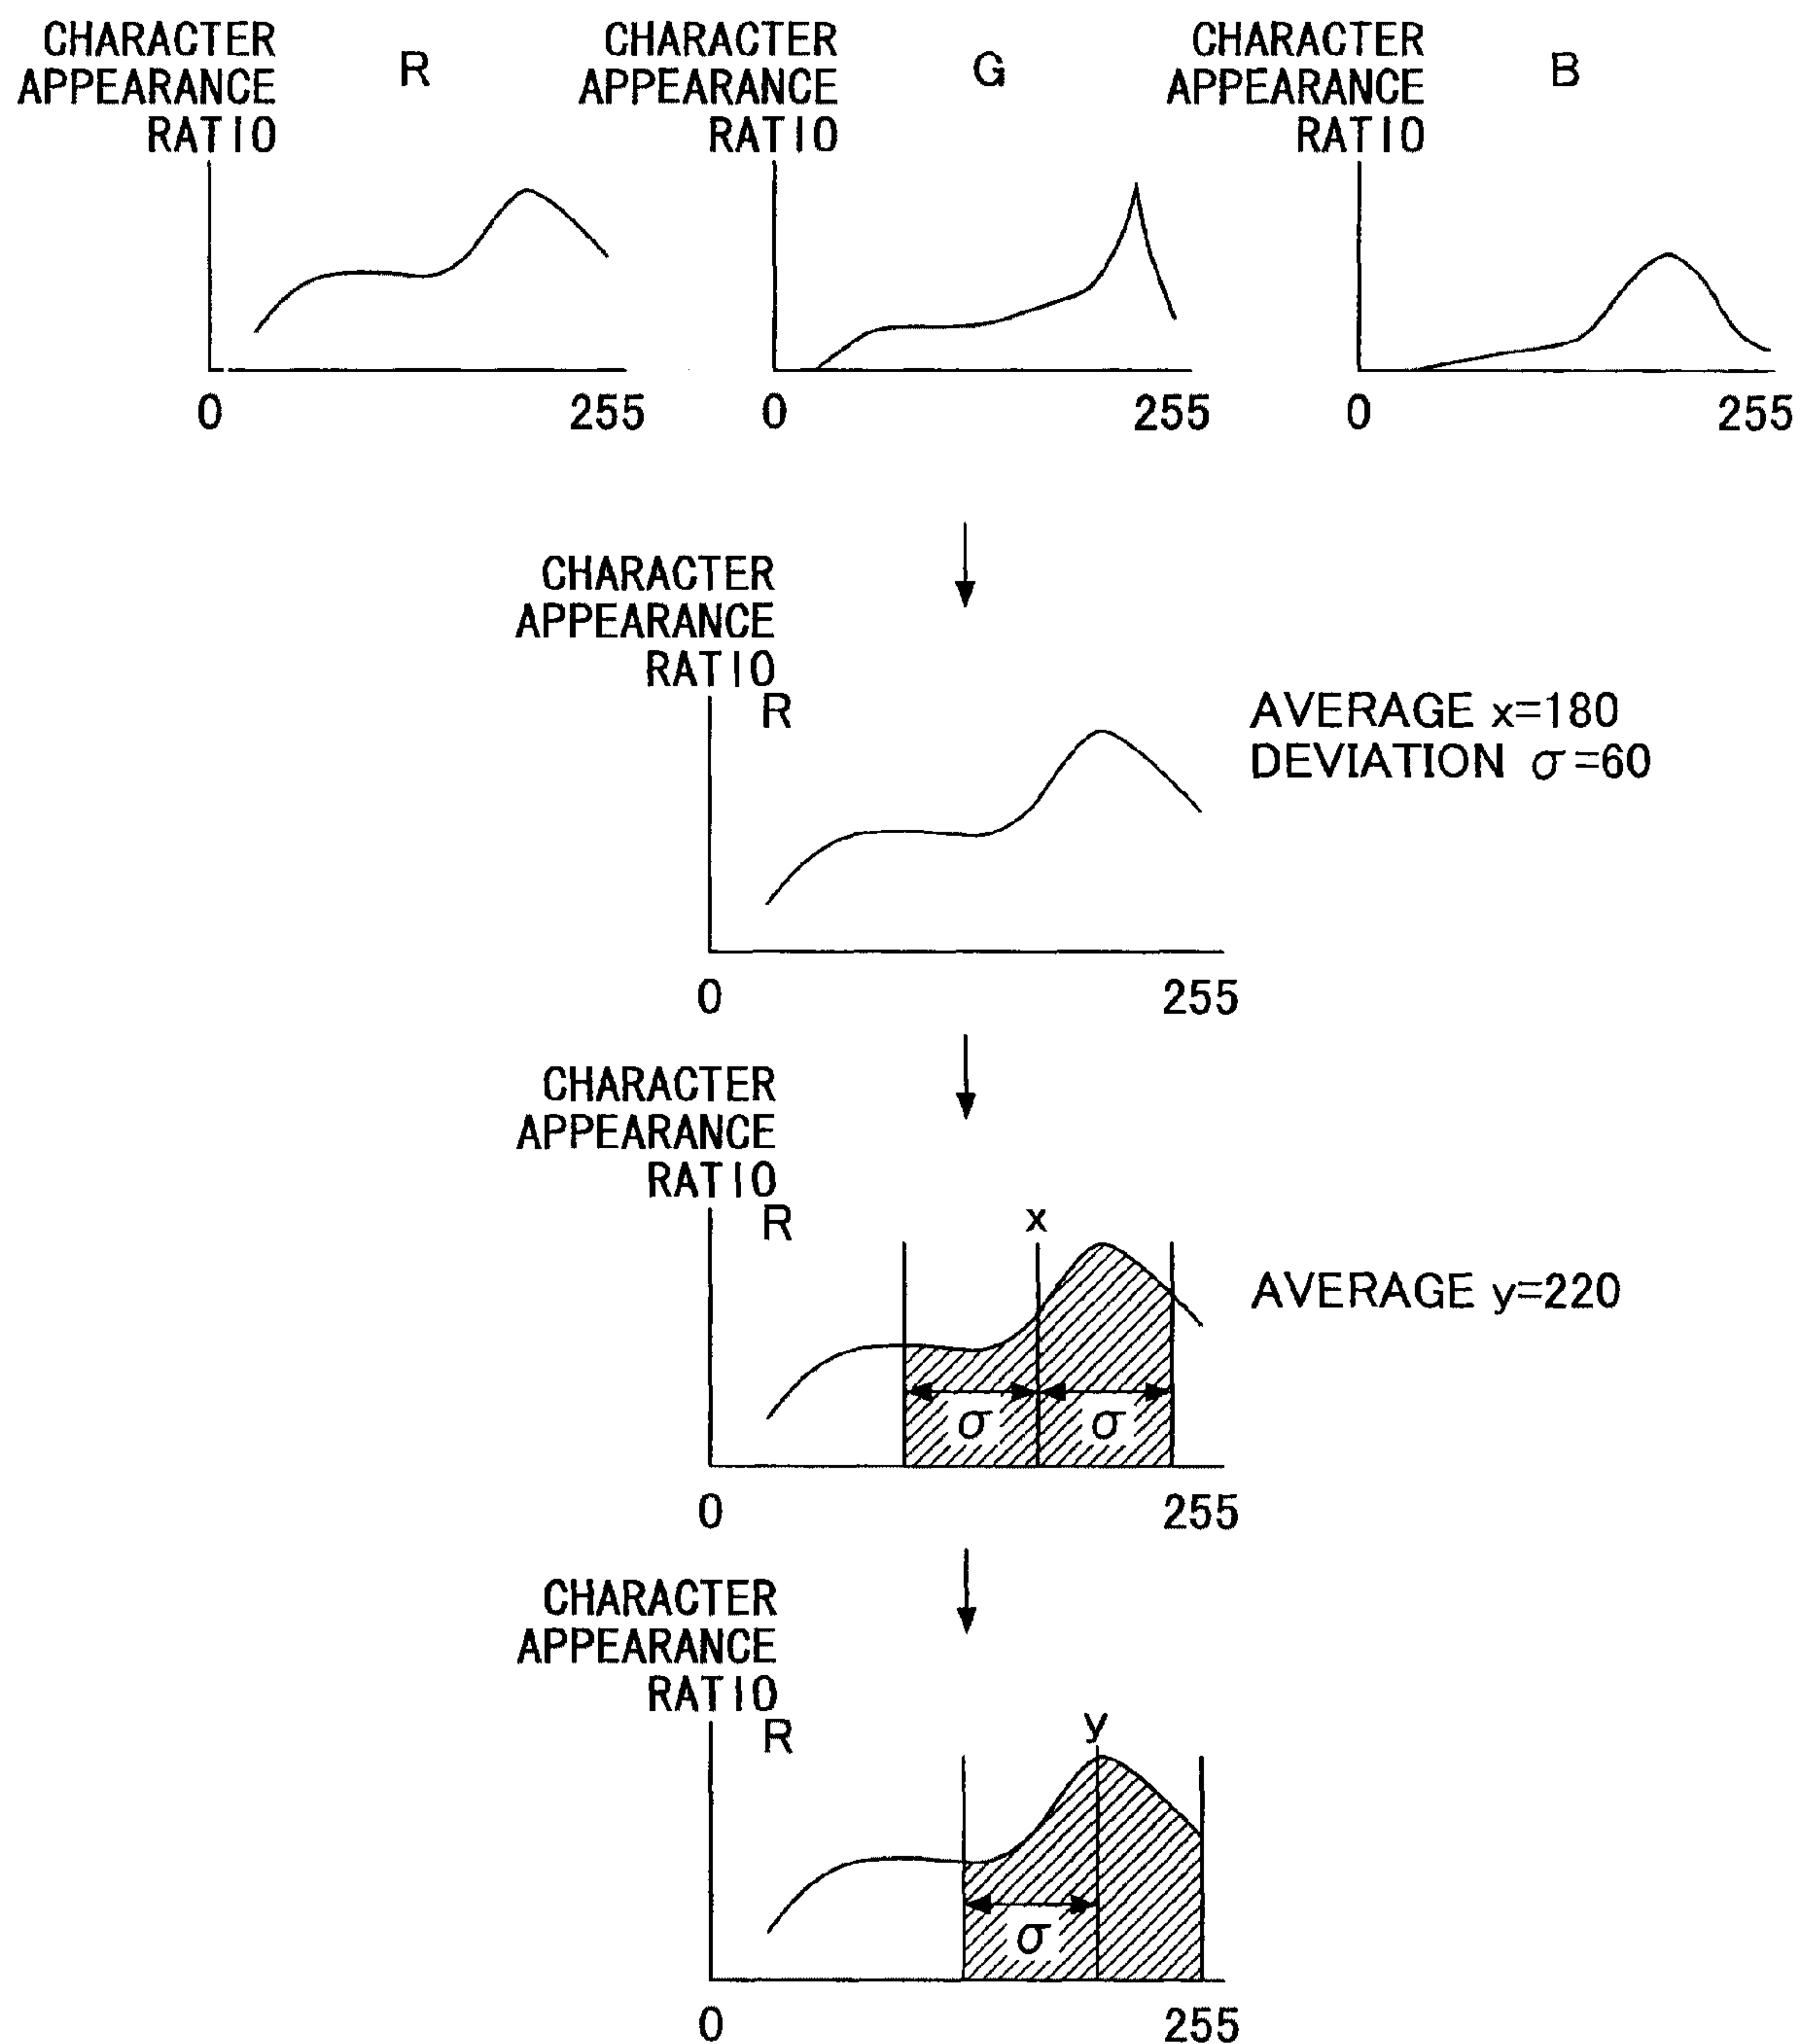 CHARACTER
APPEARANCE
RATIO
R
0
255
CHARACTER
APPEARANCE
RATIO
G
0
255
CHARACTER
APPEARANCE
RATIO
B
0
255
CHARACTER
APPEARANCE
RATIO
R
AVERAGE x=180
DEVIATION σ=60
0
255
CHARACTER
APPEARANCE
RATIO
R
x
AVERAGE y=220
σ
σ
0
255
CHARACTER
APPEARANCE
RATIO
R
y
σ
0
255